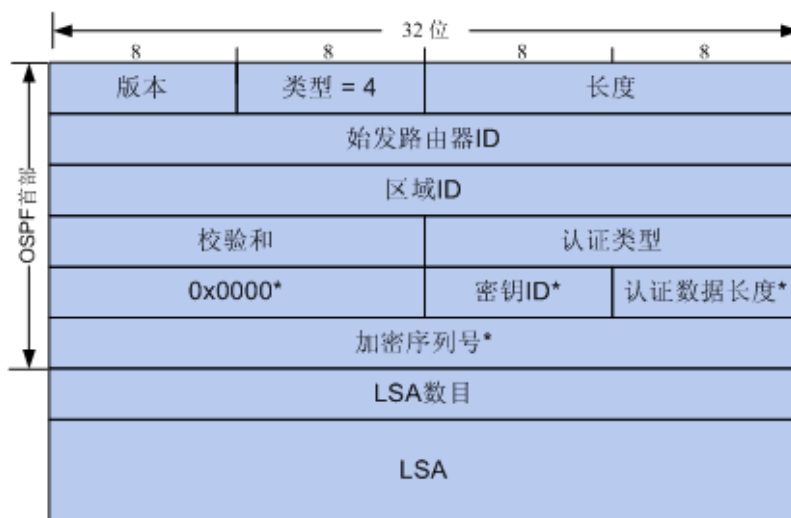 32 位
8 8 8 8
版本 类型 = 4 长度
始发路由器ID
区域ID
校验和 认证类型
0x0000* 密钥ID* 认证数据长度*
加密序列号*
LSA数目
LSA
OSPF首部